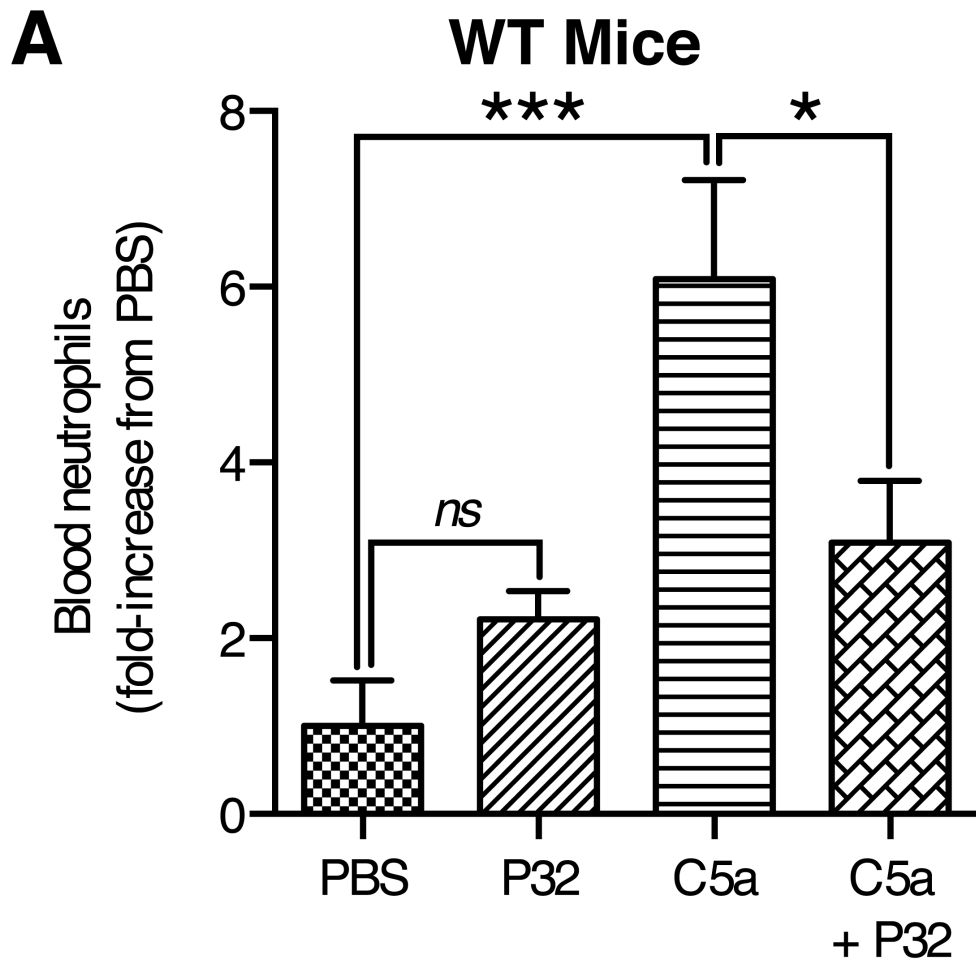 A
WT Mice
***
*
8
6
4
2
0
ns
Blood neutrophils
(fold-increase from PBS)
PBS
P32
C5a
C5a
+ P32